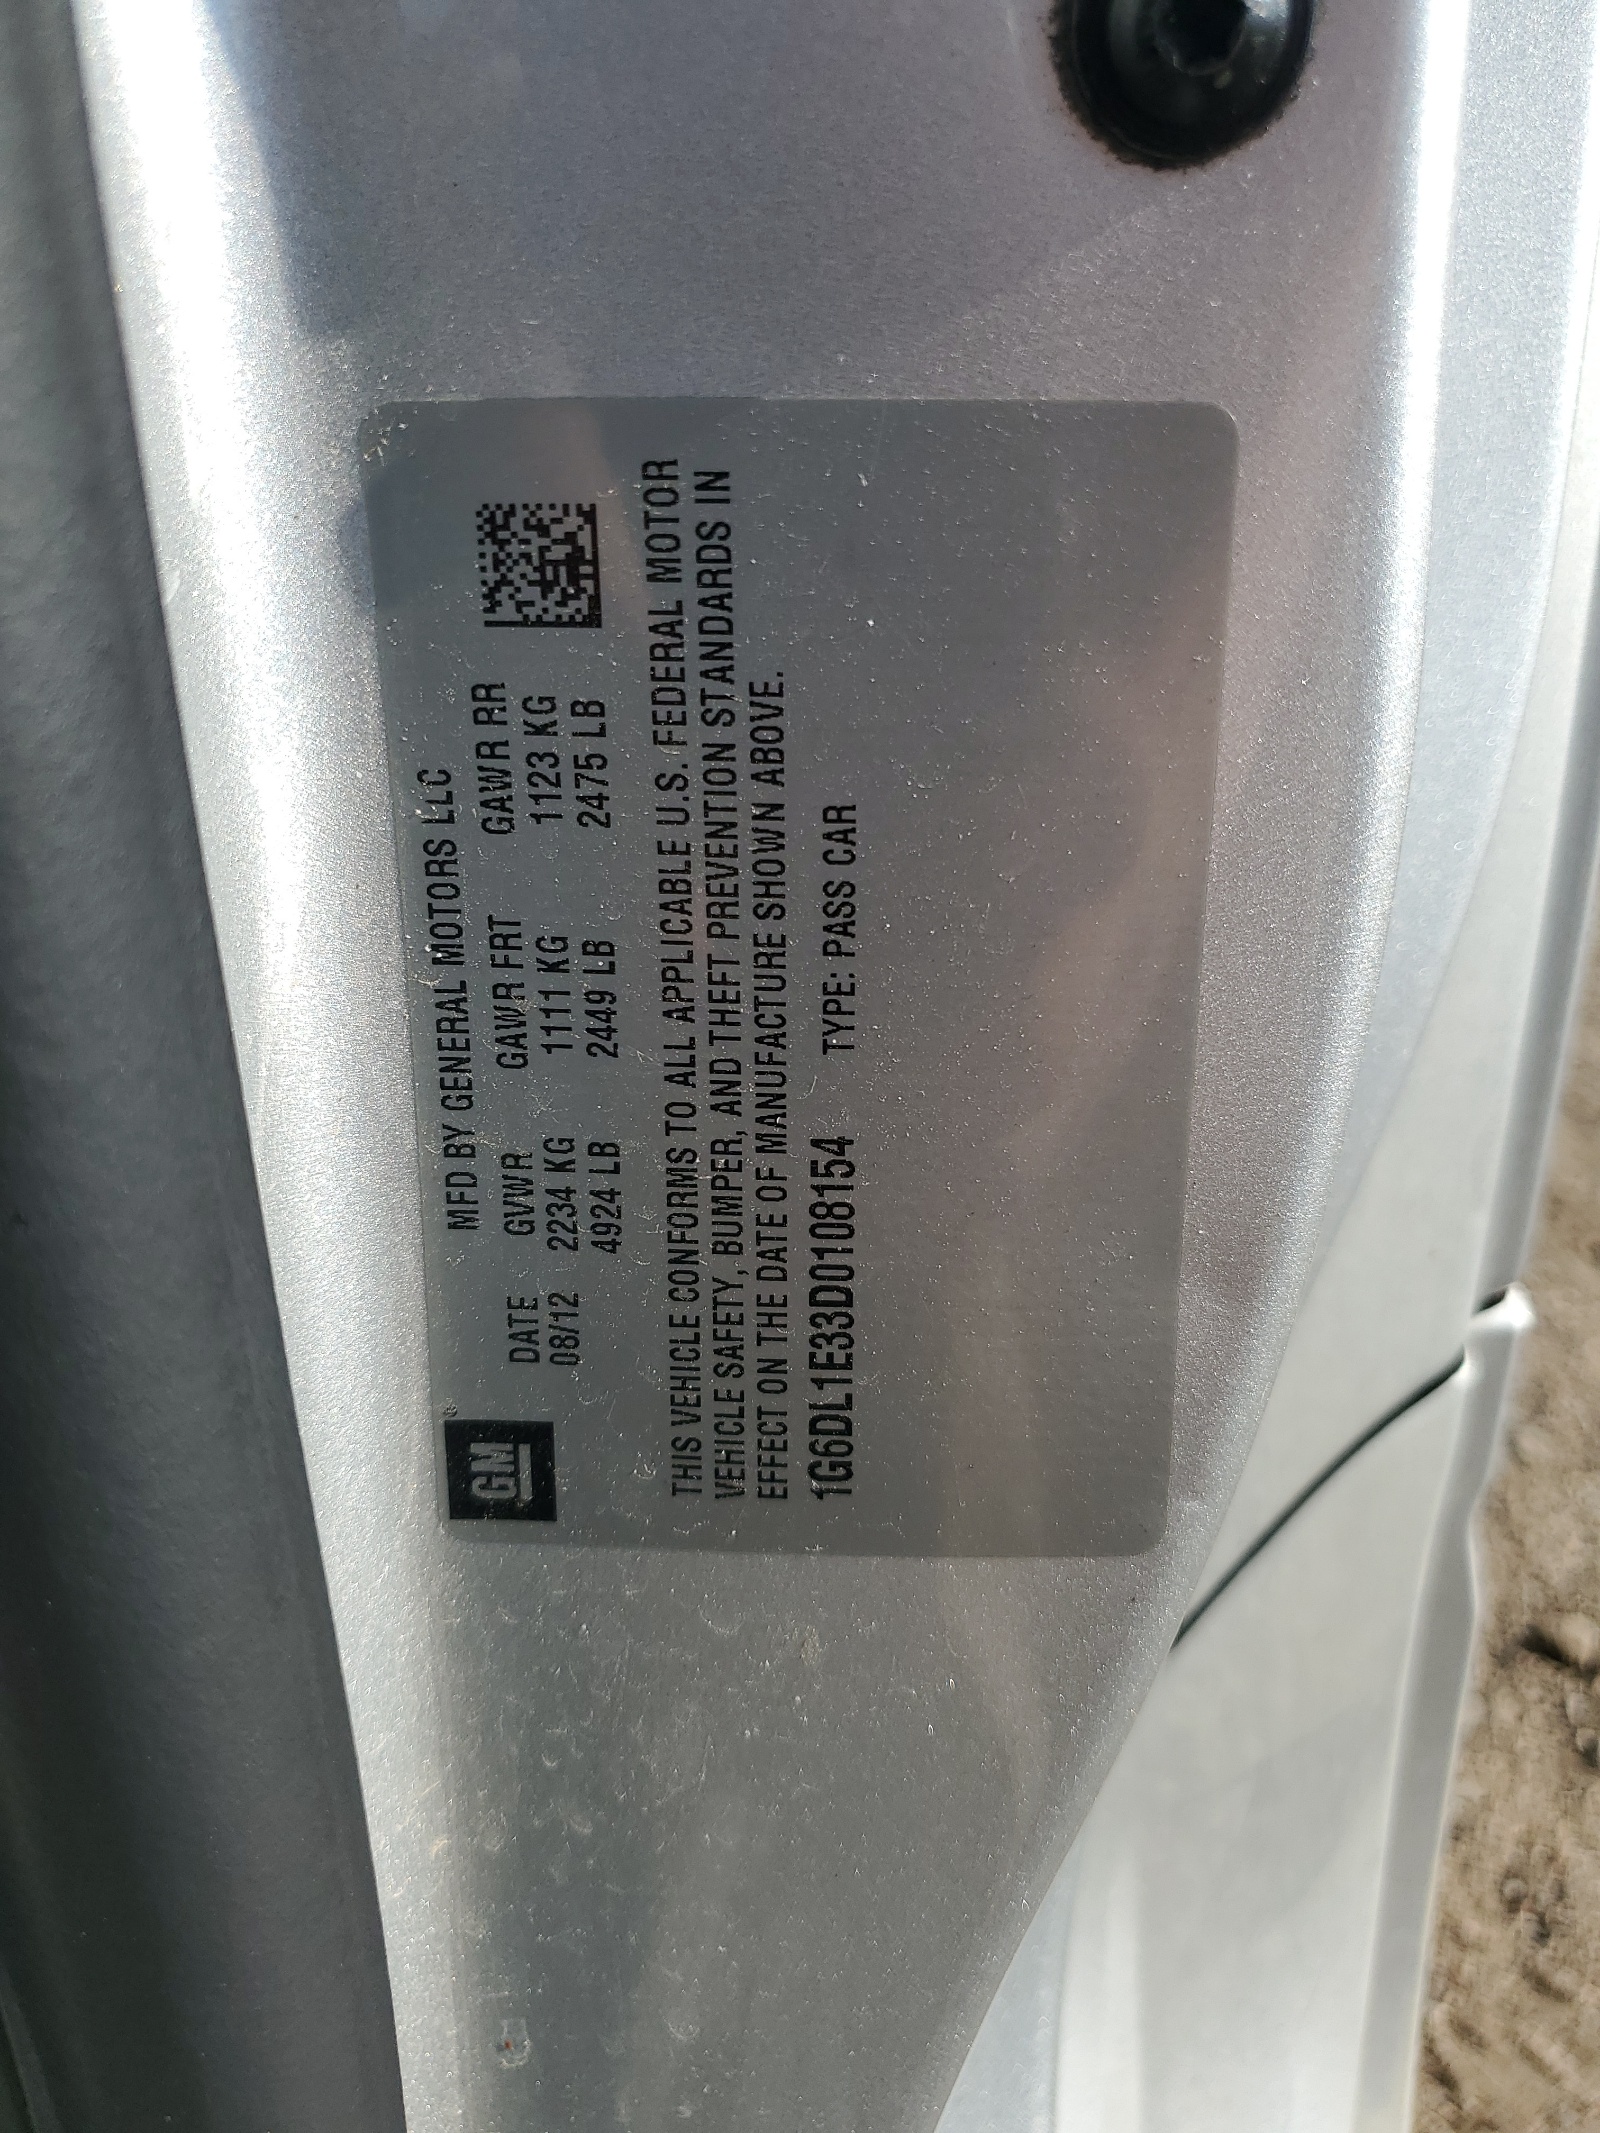 GM
MFD BY GENERAL MOTORS LLC
DATE GVWR GAWR FRT GAWR RR
08/12 2234 KG 1111 KG 1123 KG
4924 LB 2449 LB 2475 LB
THIS VEHICLE CONFORMS TO ALL APPLICABLE U.S. FEDERAL MOTOR
VEHICLE SAFETY, BUMPER, AND THEFT PREVENTION STANDARDS IN
EFFECT ON THE DATE OF MANUFACTURE SHOWN ABOVE.
1G6DL1E33D0108154 TYPE: PASS CAR